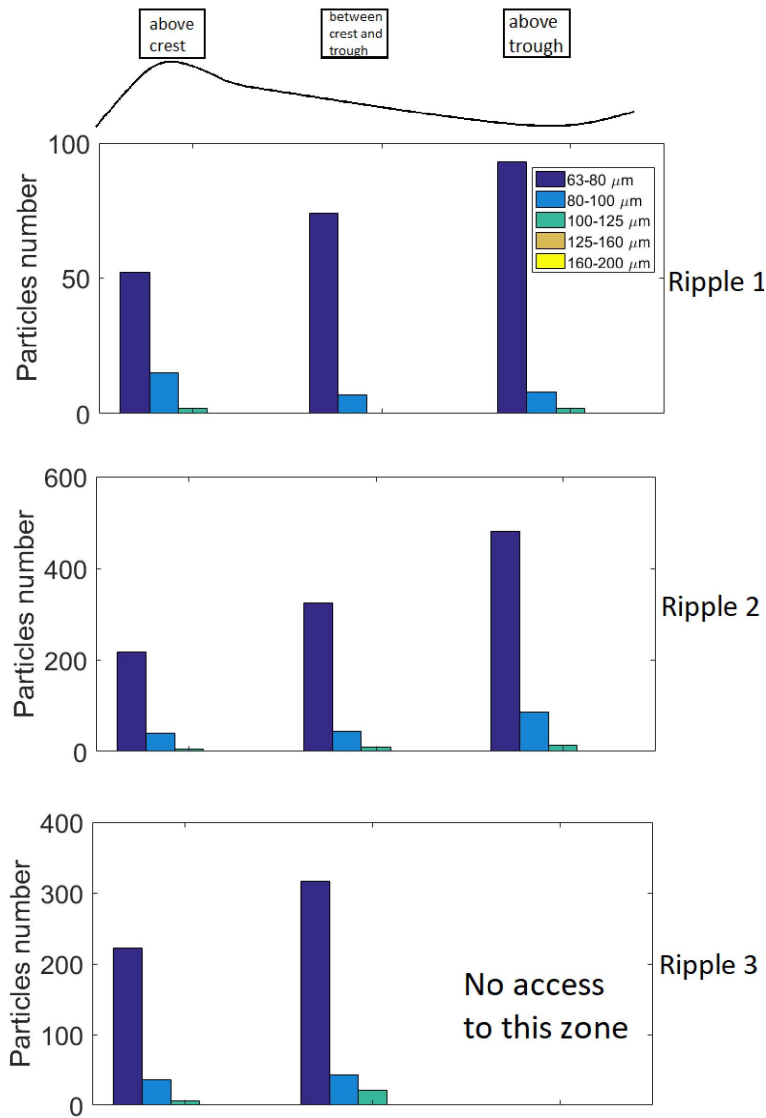 above
crest
between
crest and
trough
above
trough
100
50
0
Particles number
63-80 μm
80-100 μm
100-125 μm
125-160 μm
160-200 μm
Ripple 1
600
400
200
0
Particles number
Ripple 2
400
300
200
100
0
Particles number
No access
to this zone
Ripple 3